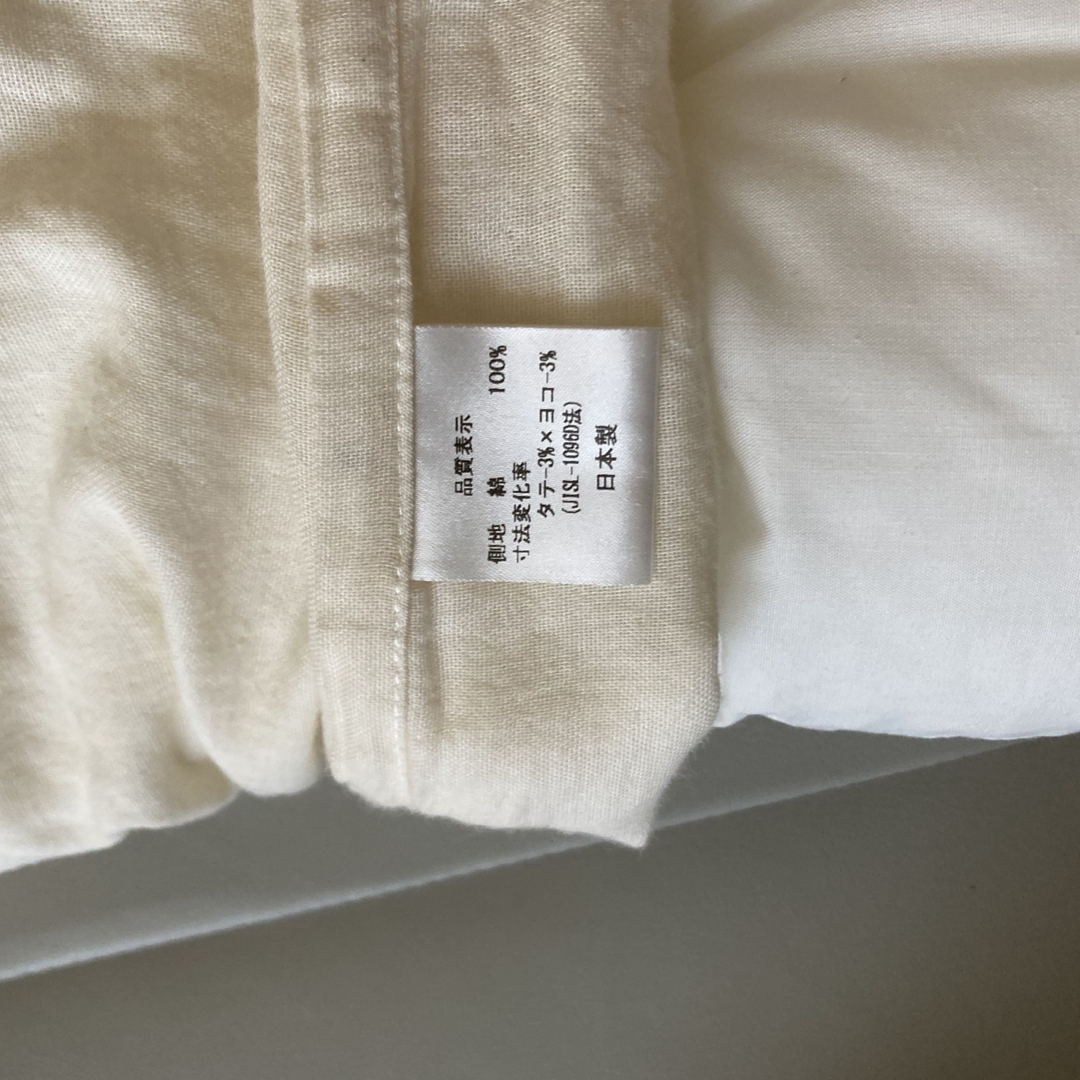 品質表示
側地 綿 100%
寸法変化率
タテ-3%×ヨコ-3%
(JISL-1096D法)
日本製